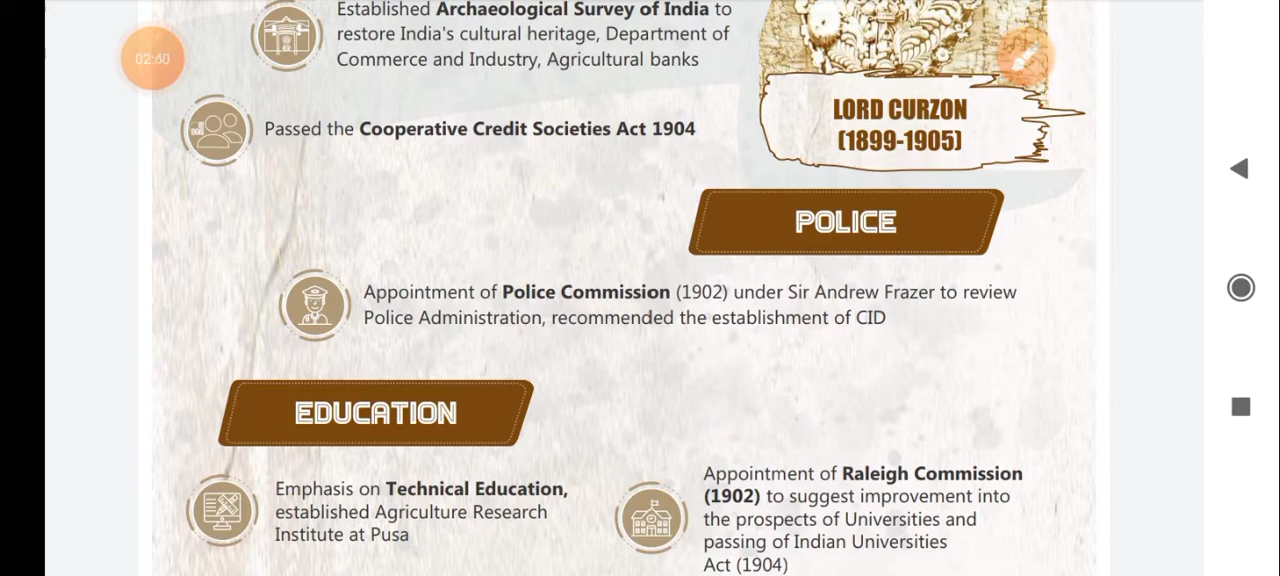 Established Archaeological Survey of India to
restore India's cultural heritage, Department of
Commerce and Industry, Agricultural banks
02:40
LORD CURZON
(1899-1905)
Passed the Cooperative Credit Societies Act 1904
POLICE
Appointment of Police Commission (1902) under Sir Andrew Frazer to review
Police Administration, recommended the establishment of CID
EDUCATION
Emphasis on Technical Education,
established Agriculture Research
Institute at Pusa
Appointment of Raleigh Commission
(1902) to suggest improvement into
the prospects of Universities and
passing of Indian Universities
Act (1904)